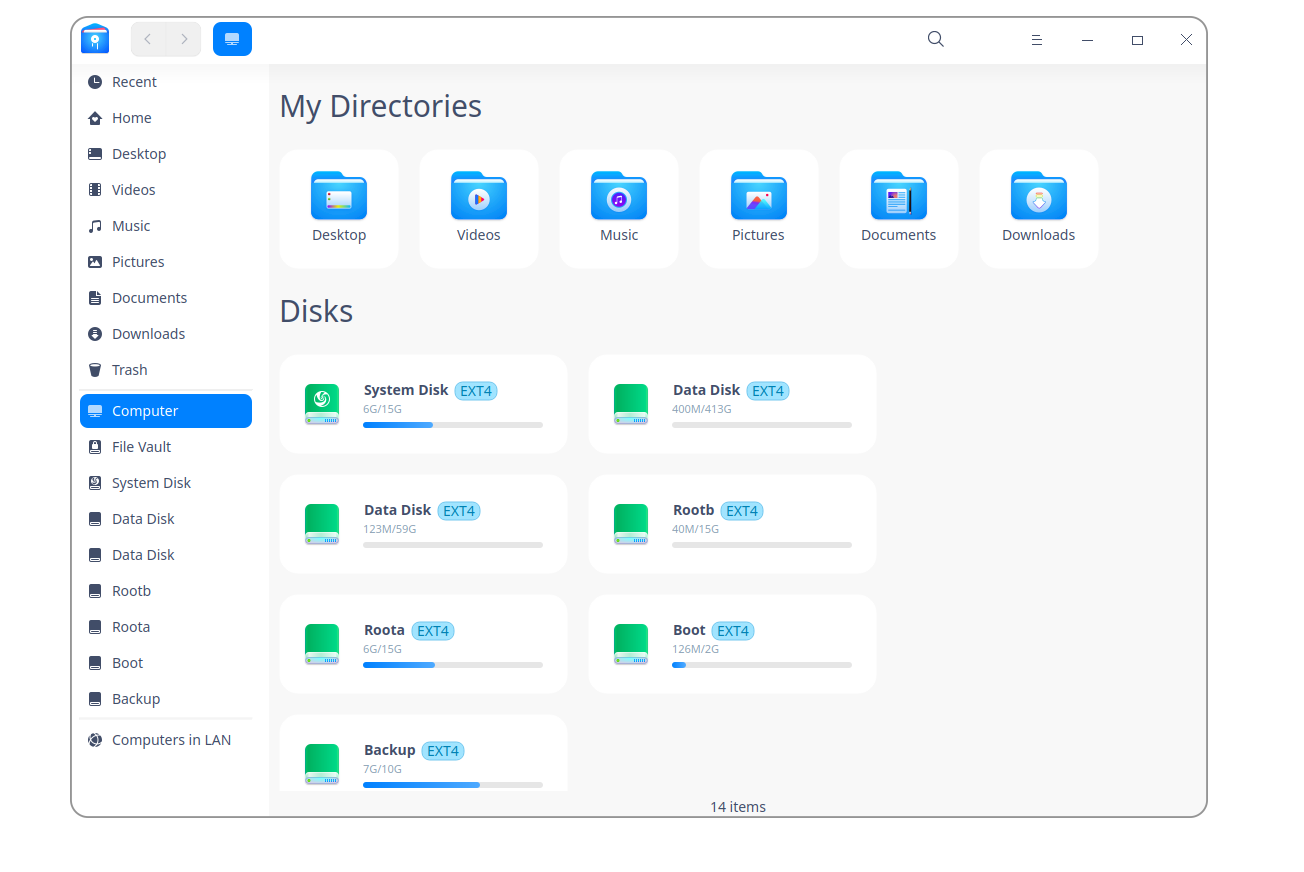 Recent
Home
Desktop
Videos
Music
Pictures
Documents
Downloads
Trash
Computer
File Vault
System Disk
Data Disk
Data Disk
Rootb
Roota
Boot
Backup
Computers in LAN
My Directories
Desktop
Videos
Music
Pictures
Documents
Downloads
Disks
System Disk EXT4
6G/15G
Data Disk EXT4
400M/413G
Data Disk EXT4
123M/59G
Rootb EXT4
40M/15G
Roota EXT4
6G/15G
Boot EXT4
126M/2G
Backup EXT4
7G/10G
14 items